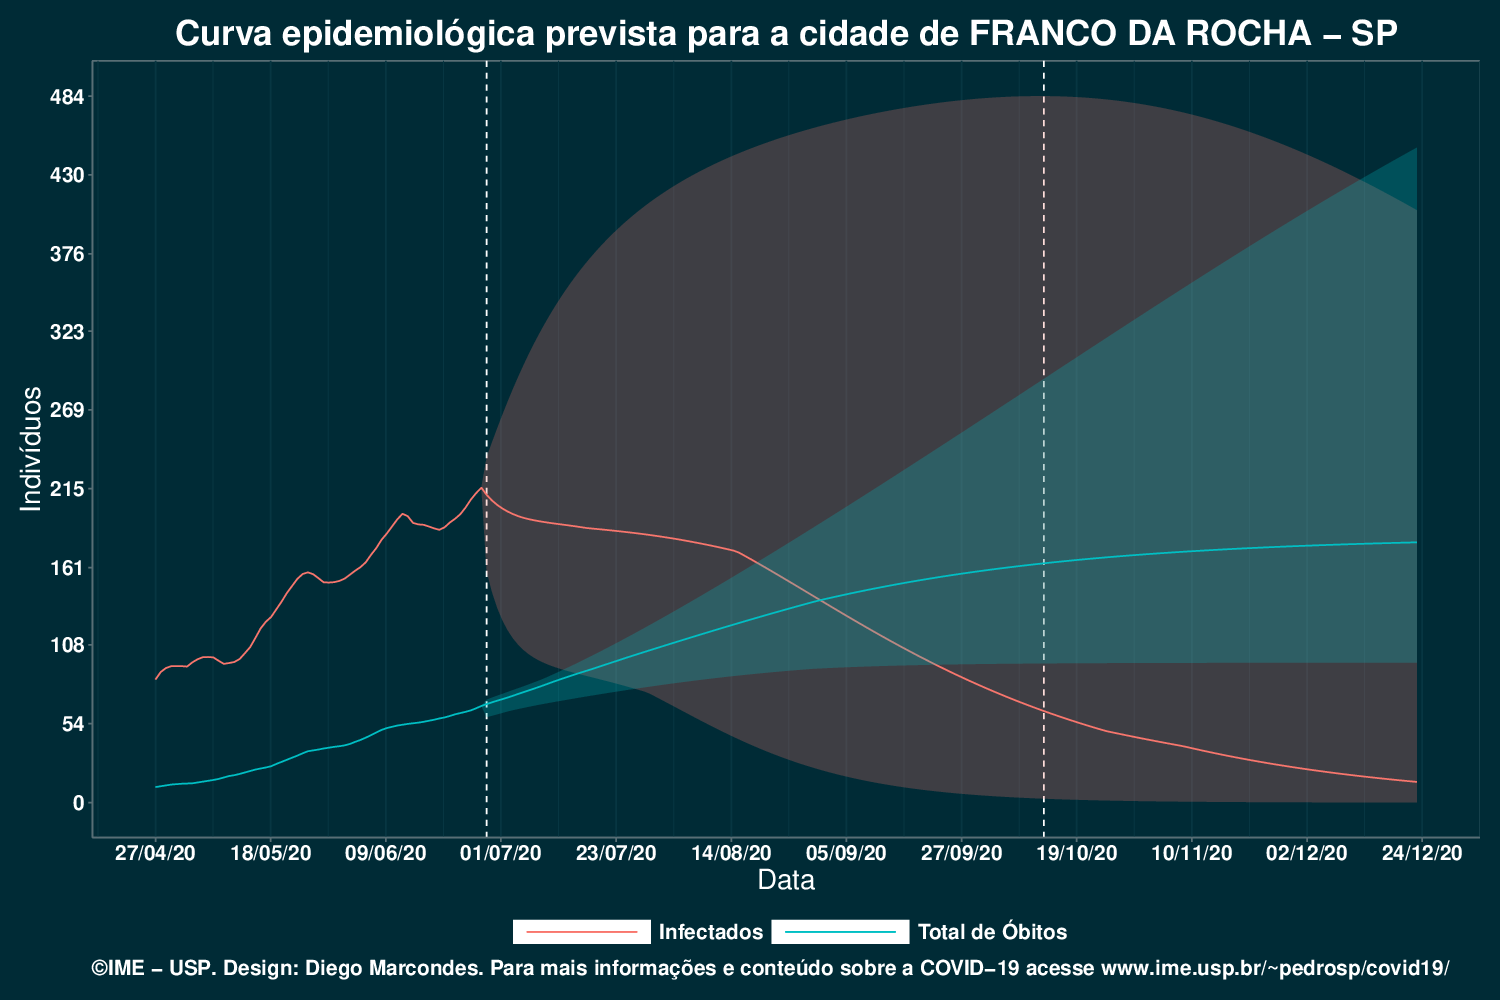 Curva epidemiológica prevista para a cidade de FRANCO DA ROCHA – SP
484
430
376
323
269
215
161
108
54
0
Indivíduos
27/04/20 18/05/20 09/06/20 01/07/20 23/07/20 14/08/20 05/09/20 27/09/20 19/10/20 10/11/20 02/12/20 24/12/20
Data
Infectados Total de Óbitos
©IME – USP. Design: Diego Marcondes. Para mais informações e conteúdo sobre a COVID–19 acesse www.ime.usp.br/~pedrosp/covid19/